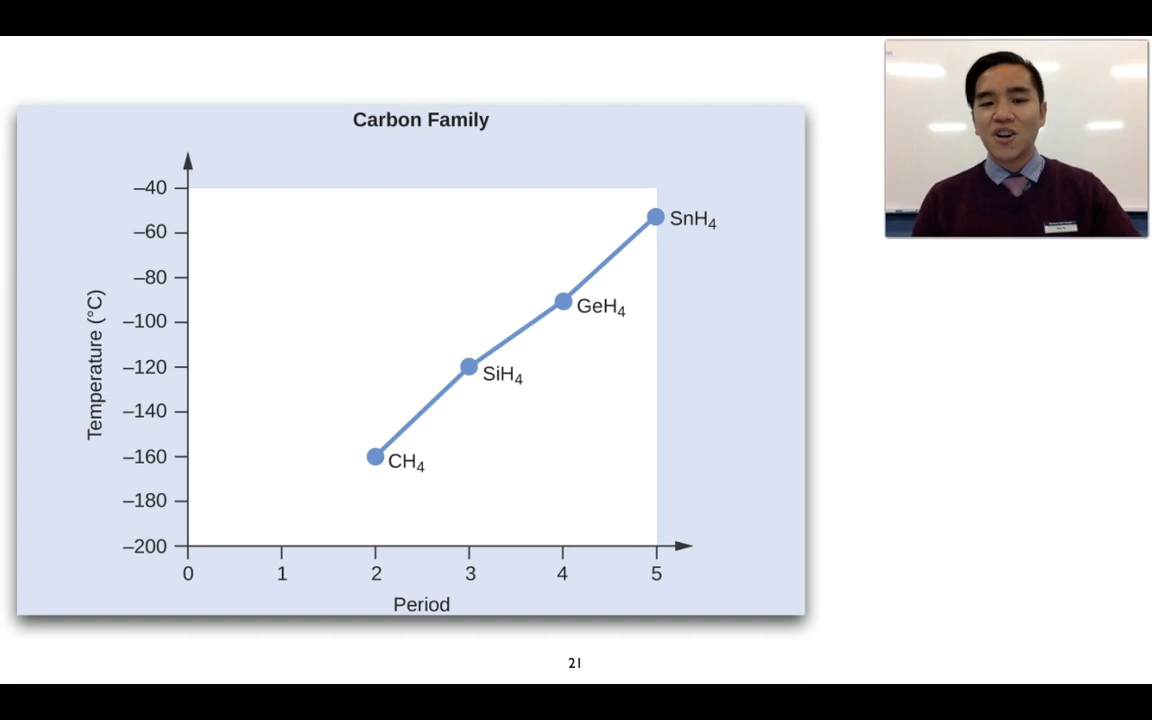 Carbon Family
–40
–60
–80
–100
–120
–140
–160
–180
–200
Temperature (°C)
SnH₄
GeH₄
SiH₄
CH₄
0 1 2 3 4 5
Period
21